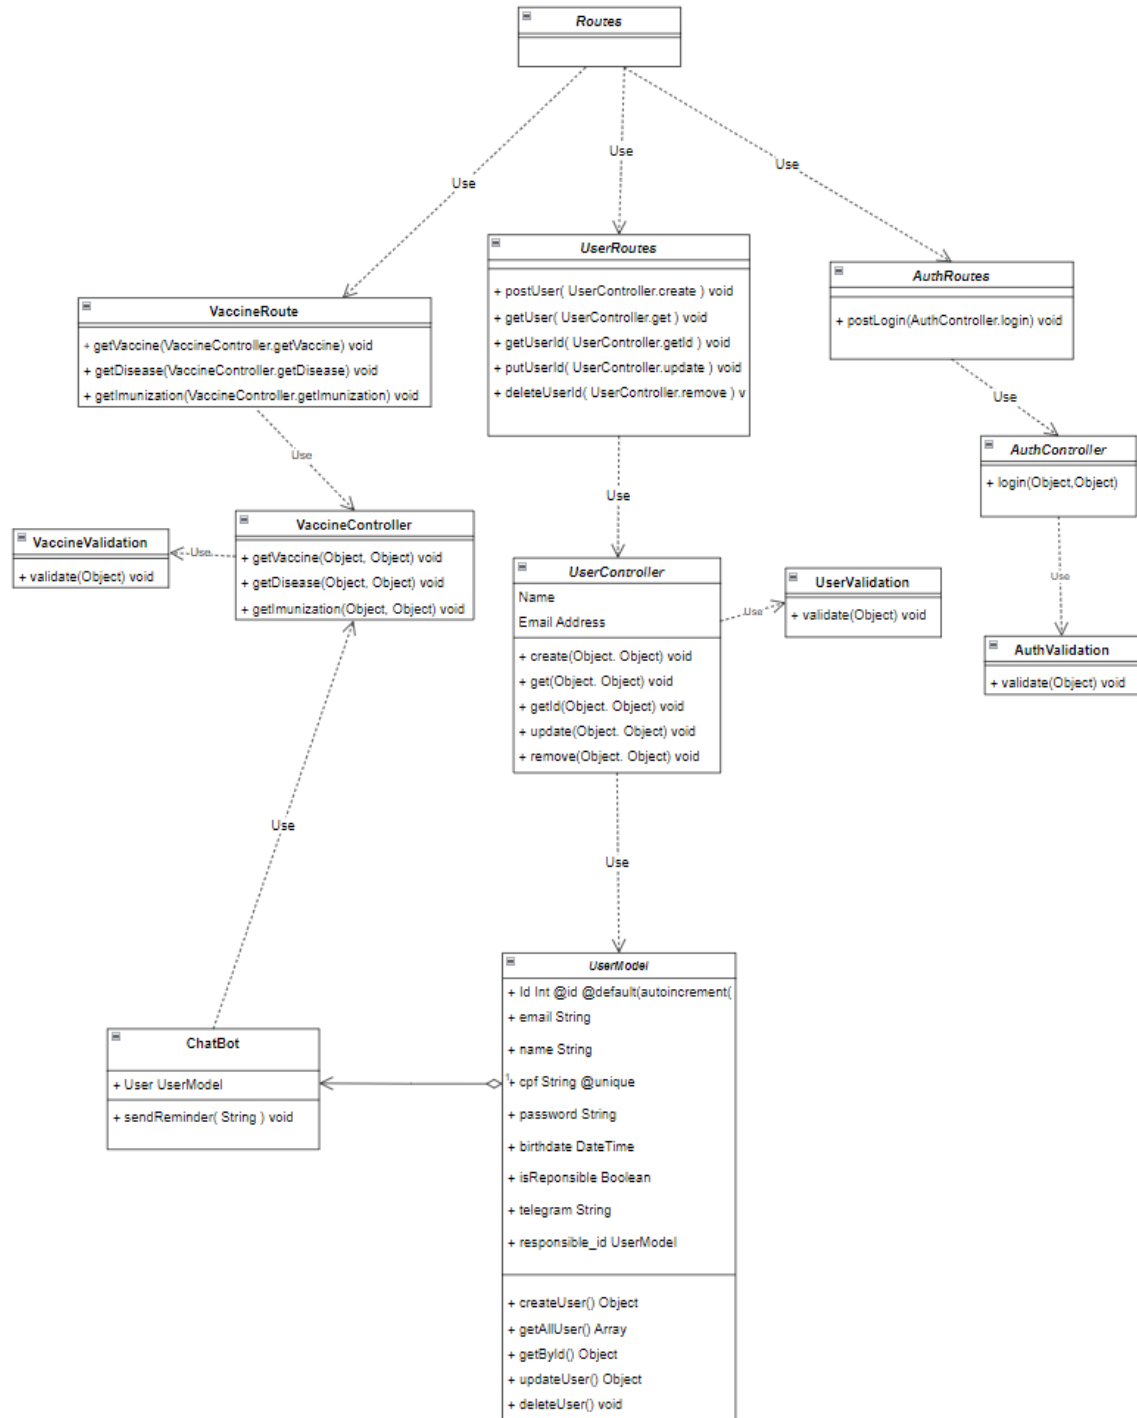 Routes
Use
Use
Use
UserRoutes
+ postUser( UserController.create ) void
+ getUser( UserController.get ) void
+ getUserId( UserController.getId ) void
+ putUserId( UserController.update ) void
+ deleteUserId( UserController.remove ) v
AuthRoutes
+ postLogin(AuthController.login) void
VaccineRoute
+ getVaccine(VaccineController.getVaccine) void
+ getDisease(VaccineController.getDisease) void
+ getImunization(VaccineController.getImunization) void
Use
Use
Use
AuthController
+ login(Object,Object)
VaccineController
+ getVaccine(Object, Object) void
+ getDisease(Object, Object) void
+ getImunization(Object, Object) void
VaccineValidation
+ validate(Object) void
Use
UserController
Name
Email Address
+ create(Object. Object) void
+ get(Object. Object) void
+ getId(Object. Object) void
+ update(Object. Object) void
+ remove(Object. Object) void
Use
UserValidation
+ validate(Object) void
Use
AuthValidation
+ validate(Object) void
Use
Use
UserModel
+ Id Int @id @default(autoincrement(
+ email String
+ name String
1
+ cpf String @unique
+ password String
+ birthdate DateTime
+ isReponsible Boolean
+ telegram String
+ responsible_id UserModel
+ createUser() Object
+ getAllUser() Array
+ getById() Object
+ updateUser() Object
+ deleteUser() void
ChatBot
+ User UserModel
+ sendReminder( String ) void